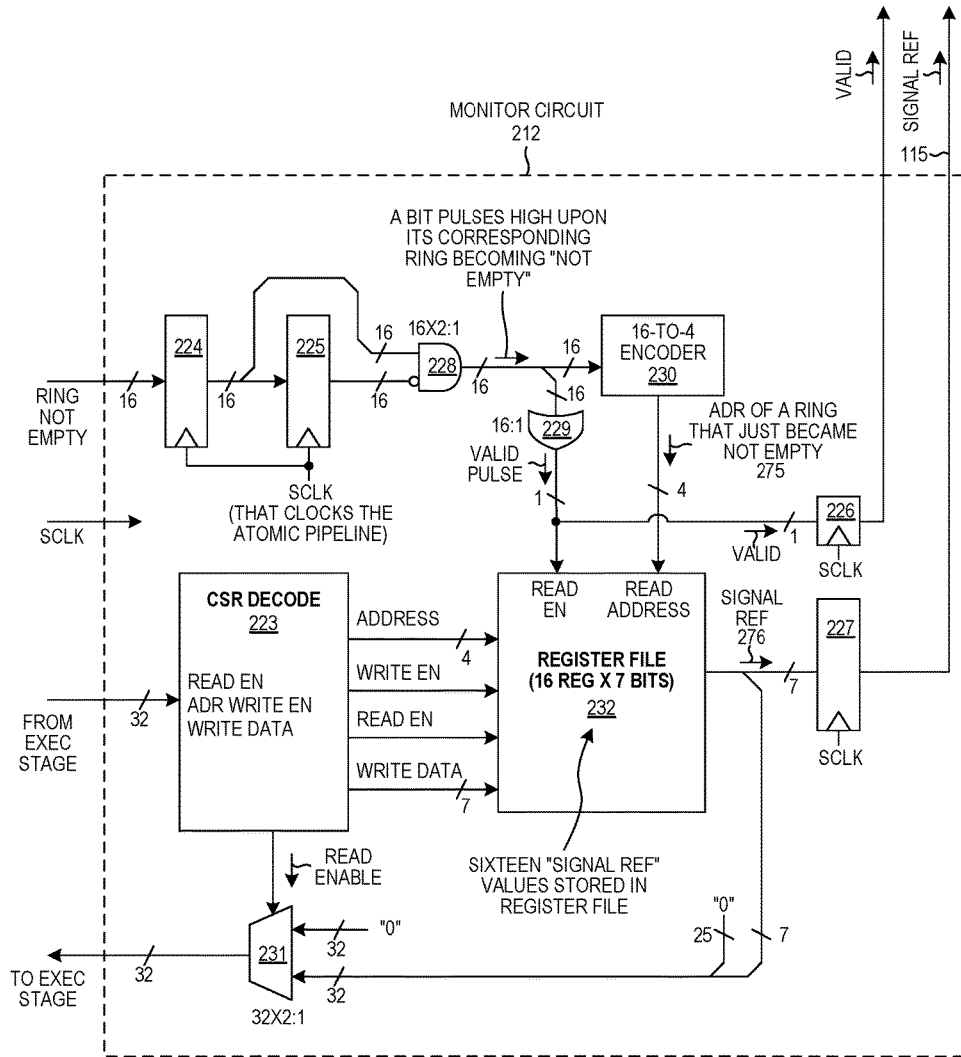 VALID
SIGNAL REF
115
MONITOR CIRCUIT
212
A BIT PULSES HIGH UPON
ITS CORRESPONDING
RING BECOMING "NOT
EMPTY"
16X2:1
16
224
225
228
16
16
16
16
16
16
16-TO-4
ENCODER
230
RING
NOT
EMPTY
16:1
229
VALID
PULSE
1
4
ADR OF A RING
THAT JUST BECAME
NOT EMPTY
275
SCLK
(THAT CLOCKS THE
ATOMIC PIPELINE)
SCLK
VALID
1
226
SCLK
CSR DECODE
223
READ EN
ADR WRITE EN
WRITE DATA
FROM
EXEC
STAGE
32
ADDRESS
4
WRITE EN
READ EN
WRITE DATA
7
READ
EN
READ
ADDRESS
REGISTER FILE
(16 REG X 7 BITS)
232
SIGNAL
REF
276
7
227
SCLK
READ
ENABLE
SIXTEEN "SIGNAL REF"
VALUES STORED IN
REGISTER FILE
"0"
25
7
231
32
"0"
32
32
TO EXEC
STAGE
32X2:1